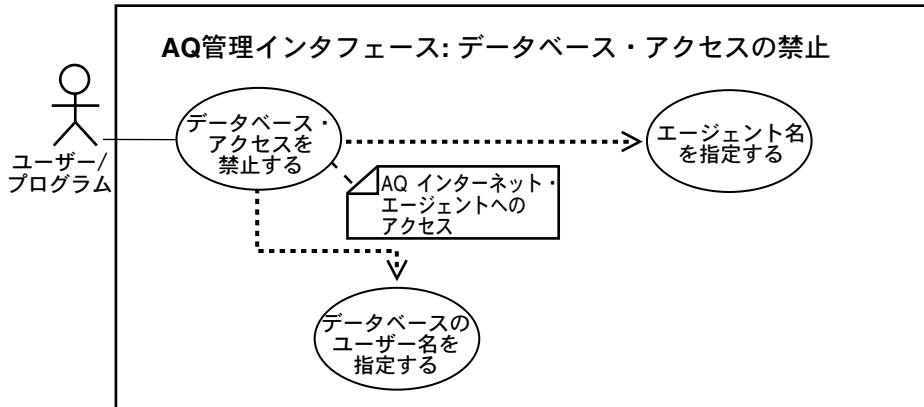 AQ管理インタフェース: データベース・アクセスの禁止
ユーザー/
プログラム
データベース・
アクセスを
禁止する
エージェント名
を指定する
AQ インターネット・
エージェントへの
アクセス
データベースの
ユーザー名を
指定する